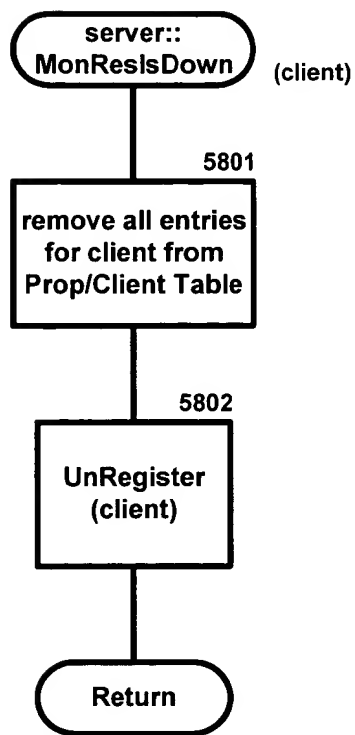 server::
MonResIsDown
(client)
5801
remove all entries
for client from
Prop/Client Table
5802
UnRegister
(client)
Return